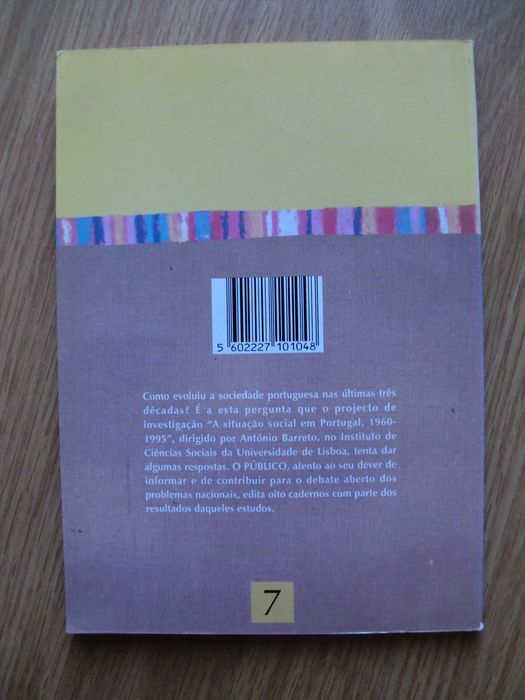 5 602227 101048
Como evoluiu a sociedade portuguesa nas últimas três
décadas? É a esta pergunta que o projecto de
investigação "A situação social em Portugal, 1960-
1995", dirigido por António Barreto, no Instituto de
Ciências Sociais da Universidade de Lisboa, tenta dar
algumas respostas. O PÚBLICO, atento ao seu dever de
informar e de contribuir para o debate aberto dos
problemas nacionais, edita oito cadernos com parte dos
resultados daqueles estudos.
7